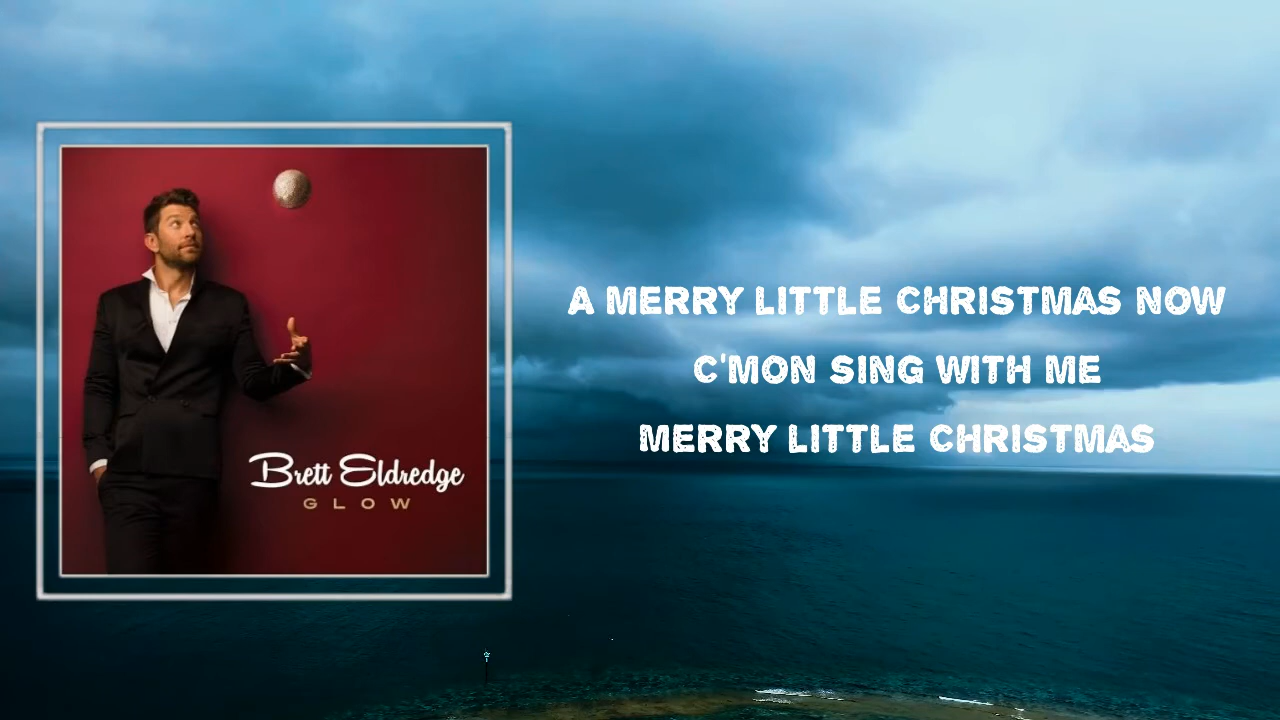 Brett Eldredge
GLOW
A MERRY LITTLE CHRISTMAS NOW
C'MON SING WITH ME
MERRY LITTLE CHRISTMAS